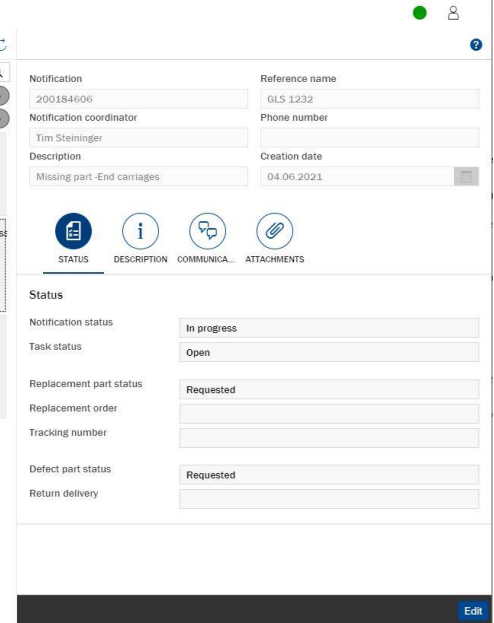 Notification
Reference name
200184606
GLS 1232
Notification coordinator
Phone number
Tim Steininger
Description
Creation date
Missing part -End carriages
04.06.2021
STATUS
DESCRIPTION
COMMUNICA...
ATTACHMENTS
Status
Notification status
In progress
Task status
Open
Replacement part status
Requested
Replacement order
Tracking number
Defect part status
Requested
Return delivery
Edit